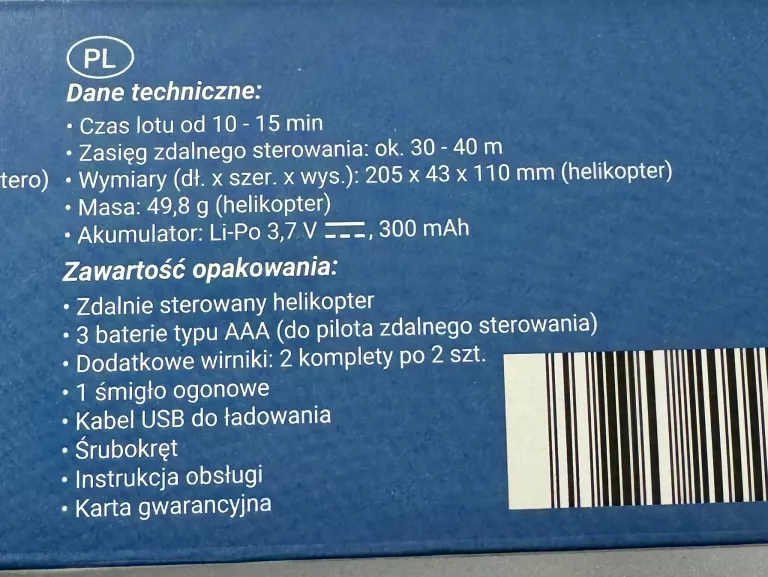 PL
Dane techniczne:
• Czas lotu od 10 - 15 min
• Zasięg zdalnego sterowania: ok. 30 - 40 m
tero) • Wymiary (dł. x szer. x wys.): 205 x 43 x 110 mm (helikopter)
• Masa: 49,8 g (helikopter)
• Akumulator: Li-Po 3,7 V ⎓, 300 mAh
Zawartość opakowania:
• Zdalnie sterowany helikopter
• 3 baterie typu AAA (do pilota zdalnego sterowania)
• Dodatkowe wirniki: 2 komplety po 2 szt.
• 1 śmigło ogonowe
• Kabel USB do ładowania
• Śrubokręt
• Instrukcja obsługi
• Karta gwarancyjna